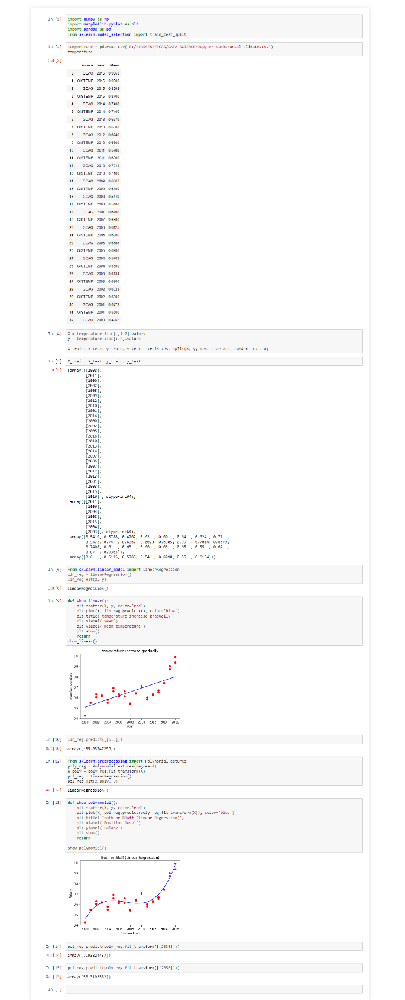 In [1]: import numpy as np
import matplotlib.pyplot as plt
import pandas as pd
from sklearn.model_selection import train_test_split
In [2]: temperature = pd.read_csv('E:/CLASSESS/BCAS/DATA SCIENCE/Jupyter tasks/anual_climate.csv')
temperature
Out[2]:
Source Year Mean
0 GCAG 2016 0.9363
1 GISTEMP 2016 0.9900
2 GCAG 2015 0.8998
3 GISTEMP 2015 0.8700
4 GCAG 2014 0.7408
5 GISTEMP 2014 0.7400
6 GCAG 2013 0.6679
7 GISTEMP 2013 0.6500
8 GCAG 2012 0.6240
9 GISTEMP 2012 0.6300
10 GCAG 2011 0.5788
11 GISTEMP 2011 0.6000
12 GCAG 2010 0.7014
13 GISTEMP 2010 0.7100
14 GCAG 2009 0.6367
15 GISTEMP 2009 0.6400
16 GCAG 2008 0.5419
17 GISTEMP 2008 0.5400
18 GCAG 2007 0.6100
19 GISTEMP 2007 0.6600
20 GCAG 2006 0.6125
21 GISTEMP 2006 0.6300
22 GCAG 2005 0.6585
23 GISTEMP 2005 0.6900
24 GCAG 2004 0.5783
25 GISTEMP 2004 0.5500
26 GCAG 2003 0.6134
27 GISTEMP 2003 0.6200
28 GCAG 2002 0.6023
29 GISTEMP 2002 0.6300
30 GCAG 2001 0.5473
31 GISTEMP 2001 0.5500
32 GCAG 2000 0.4262
In [4]: X = temperature.iloc[:,1:2].values
y = temperature.iloc[:,2].values
X_train, X_test, y_train, y_test = train_test_split(X, y, test_size=0.2, random_state=0)
In [5]: X_train, X_test, y_train, y_test
Out[5]: (array([[2008],
[2011],
[2000],
[2002],
[2005],
[2009],
[2012],
[2010],
[2001],
[2014],
[2009],
[2002],
[2005],
[2016],
[2010],
[2013],
[2014],
[2007],
[2006],
[2007],
[2012],
[2013],
[2001],
[2003],
[2015],
[2016]], dtype=int64),
array([[2011],
[2006],
[2004],
[2008],
[2015],
[2004],
[2003]], dtype=int64),
array([0.5419, 0.5788, 0.4262, 0.63 , 0.69 , 0.64 , 0.624 , 0.71 ,
0.5473, 0.74 , 0.6367, 0.6023, 0.6585, 0.99 , 0.7014, 0.6679,
0.7408, 0.61 , 0.63 , 0.66 , 0.63 , 0.65 , 0.55 , 0.62 ,
0.87 , 0.9363]),
array([0.6 , 0.6125, 0.5783, 0.54 , 0.8998, 0.55 , 0.6134]))
In [6]: from sklearn.linear_model import LinearRegression
lin_reg = LinearRegression()
lin_reg.fit(X, y)
Out[6]: LinearRegression()
In [9]: def show_linear():
plt.scatter(X, y, color='red')
plt.plot(X, lin_reg.predict(X), color='blue')
plt.title('temperature increase gradually')
plt.xlabel('year')
plt.ylabel('mean temperature')
plt.show()
return
show_linear()
temperature increase gradually
mean temperature
1.0
0.9
0.8
0.7
0.6
0.5
0.4
2000 2002 2004 2006 2008 2010 2012 2014 2016
year
In [10]: lin_reg.predict([[5.5]])
Out[10]: array([-35.93747296])
In [12]: from sklearn.preprocessing import PolynomialFeatures
poly_reg = PolynomialFeatures(degree=4)
X_poly = poly_reg.fit_transform(X)
pol_reg = LinearRegression()
pol_reg.fit(X_poly, y)
Out[12]: LinearRegression()
In [13]: def show_polymonial():
plt.scatter(X, y, color='red')
plt.plot(X, pol_reg.predict(poly_reg.fit_transform(X)), color='blue')
plt.title('Truth or Bluff (Linear Regression)')
plt.xlabel('Position level')
plt.ylabel('Salary')
plt.show()
return
show_polymonial()
Truth or Bluff (Linear Regression)
Salary
1.0
0.9
0.8
0.7
0.6
0.5
0.4
2000 2002 2004 2006 2008 2010 2012 2014 2016
Position level
In [14]: pol_reg.predict(poly_reg.fit_transform([[2030]]))
Out[14]: array([7.93824437])
In [15]: pol_reg.predict(poly_reg.fit_transform([[2050]]))
Out[15]: array([50.3193582])
In [ ]: